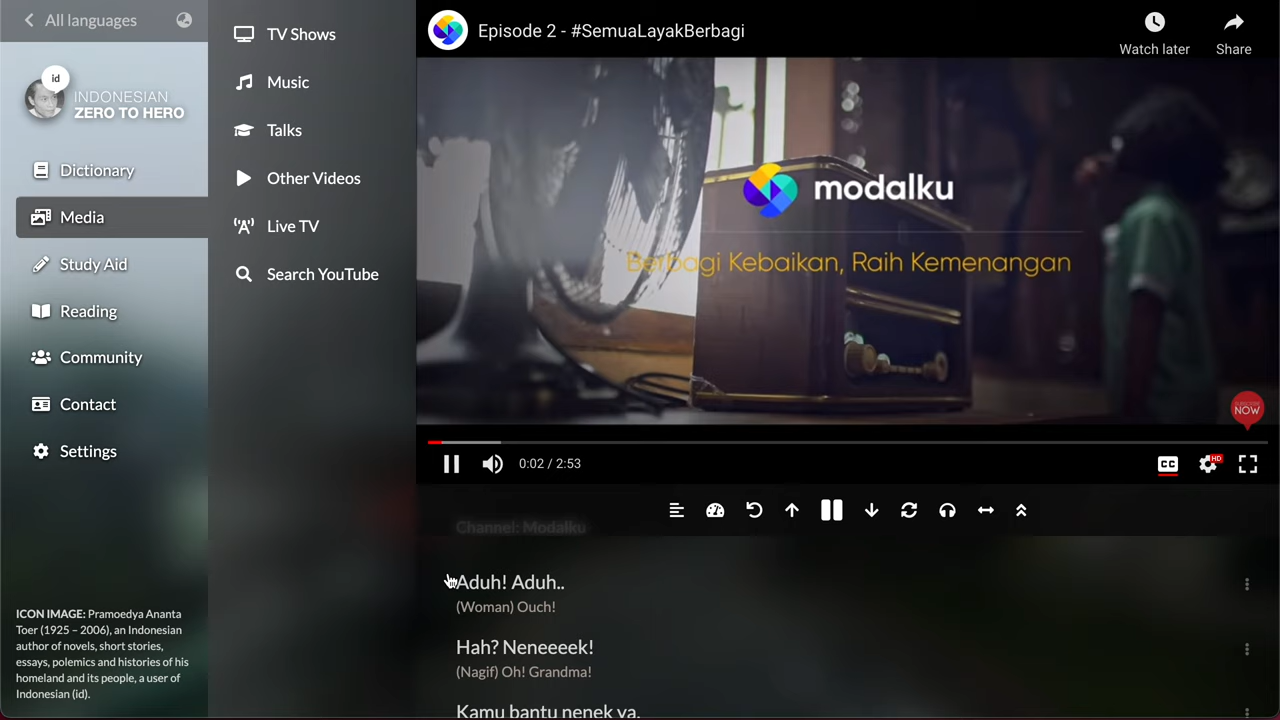 All languages
id
INDONESIAN
ZERO TO HERO
Dictionary
Media
Study Aid
Reading
Community
Contact
Settings
ICON IMAGE: Pramoedya Ananta
Toer (1925 – 2006), an Indonesian
author of novels, short stories,
essays, polemics and histories of his
homeland and its people, a user of
Indonesian (id).
TV Shows
Music
Talks
Other Videos
Live TV
Search YouTube
Episode 2 - #SemuaLayakBerbagi
Watch later
Share
modalku
Berbagi Kebaikan, Raih Kemenangan
SUBSCRIBE
NOW
0:02 / 2:53
CC
HD
Channel: Modalku
Aduh! Aduh..
(Woman) Ouch!
Hah? Neneeeek!
(Nagif) Oh! Grandma!
Kamu bantu nenek ya.